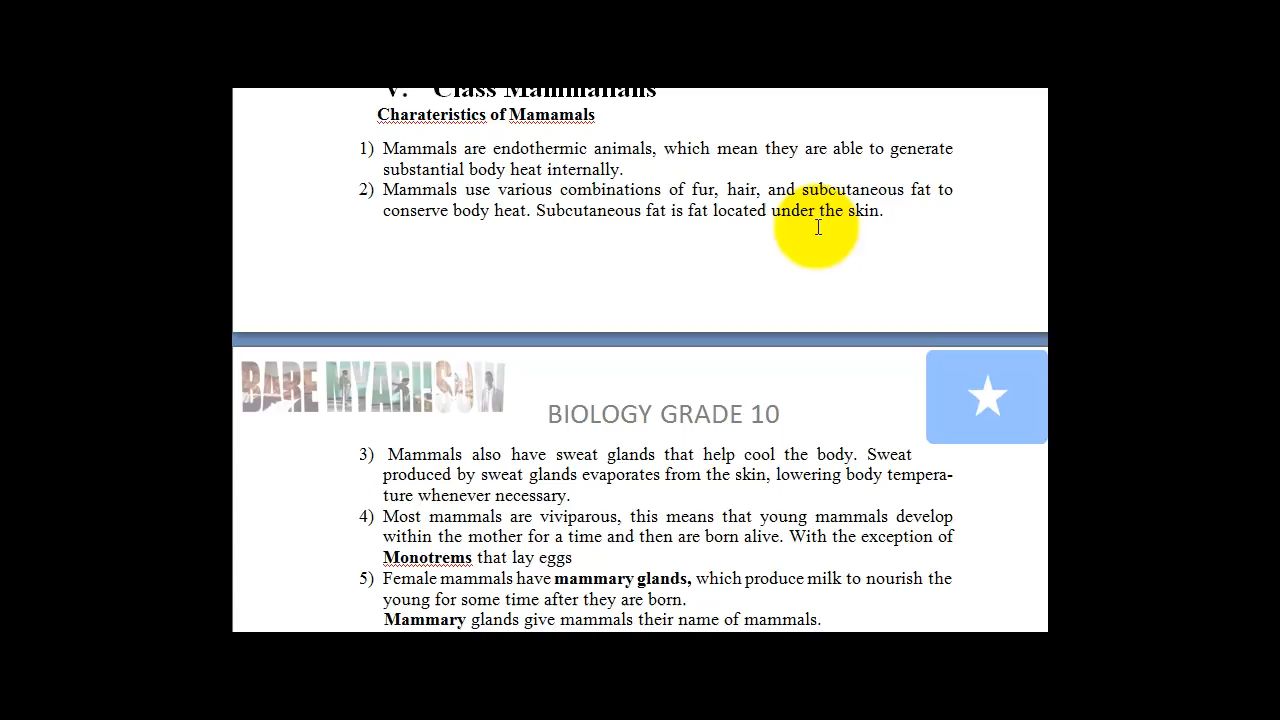 V. Class Mammalians
Charateristics of Mamamals
1) Mammals are endothermic animals, which mean they are able to generate
substantial body heat internally.
2) Mammals use various combinations of fur, hair, and subcutaneous fat to
conserve body heat. Subcutaneous fat is fat located under the skin.
BARE MYARIISOW
BIOLOGY GRADE 10
3) Mammals also have sweat glands that help cool the body. Sweat
produced by sweat glands evaporates from the skin, lowering body tempera-
ture whenever necessary.
4) Most mammals are viviparous, this means that young mammals develop
within the mother for a time and then are born alive. With the exception of
Monotrems that lay eggs
5) Female mammals have mammary glands, which produce milk to nourish the
young for some time after they are born.
Mammary glands give mammals their name of mammals.